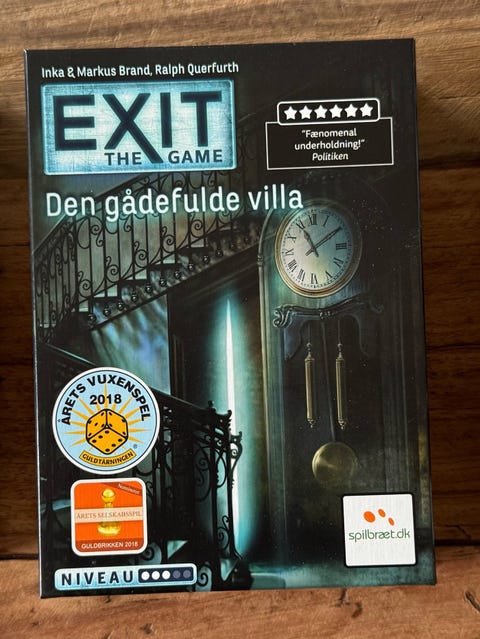 Inka & Markus Brand, Ralph Querfurth
EXIT
THE GAME
"Fænomenal
underholdning!"
Politiken
Den gådefulde villa
ÅRETS VUXENSPEL
2018
GULDTÄRNINGEN
Nomineret
ÅRETS SELSKABSSPIL
GULDBRIKKEN 2018
spilbræt.dk
NIVEAU